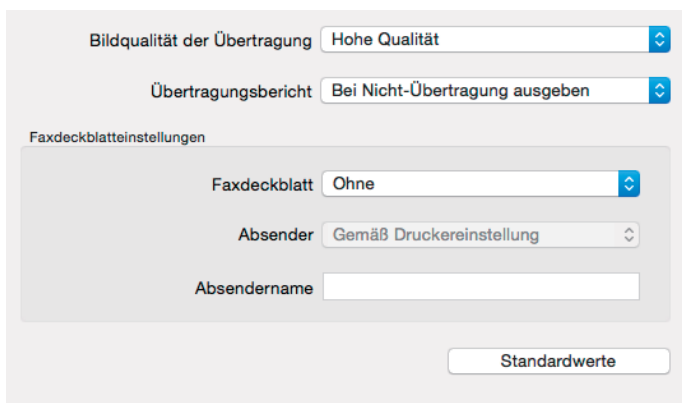 Bildqualität der Übertragung Hohe Qualität
Übertragungsbericht Bei Nicht-Übertragung ausgeben
Faxdeckblatteinstellungen
Faxdeckblatt Ohne
Absender Gemäß Druckereinstellung
Absendername
Standardwerte